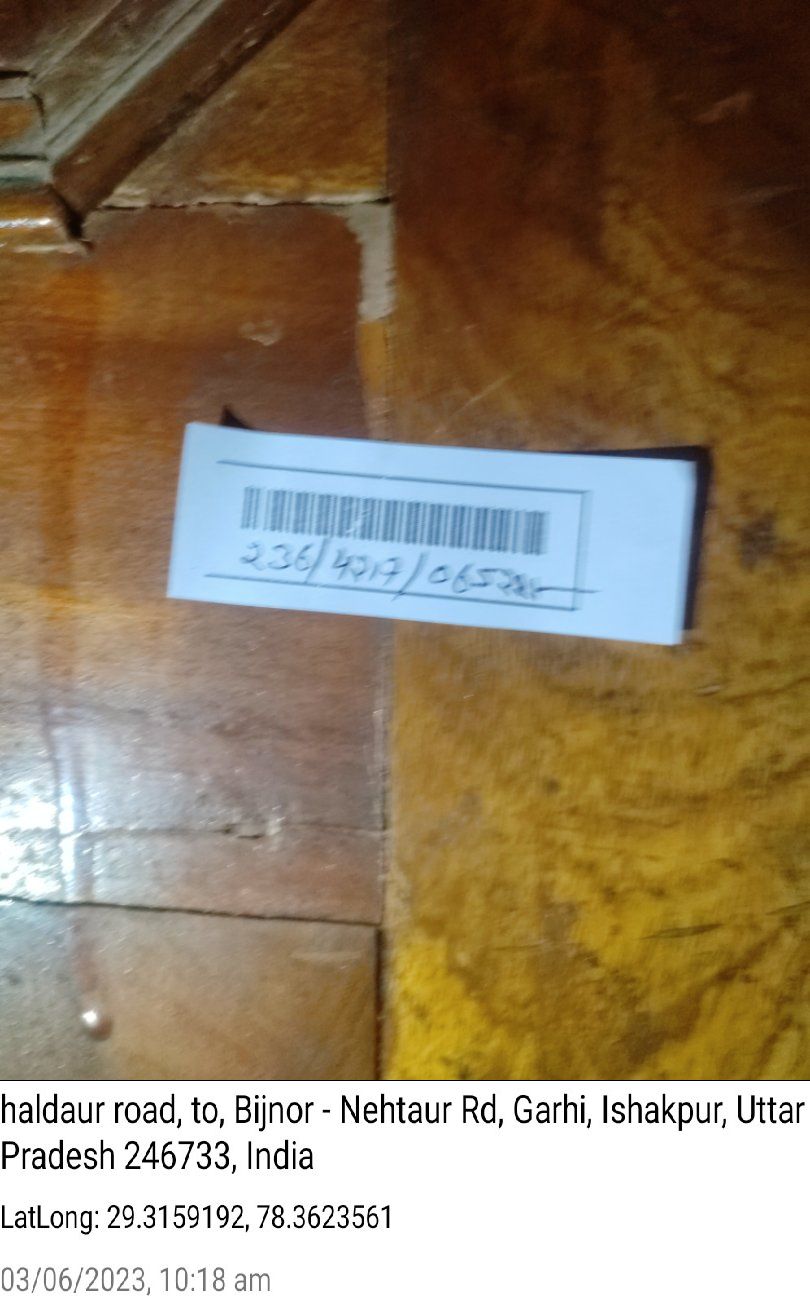 236/4217/
haldaur road, to, Bijnor - Nehtaur Rd, Garhi, Ishakpur, Uttar
Pradesh 246733, India
LatLong: 29.3159192, 78.3623561
03/06/2023, 10:18 am